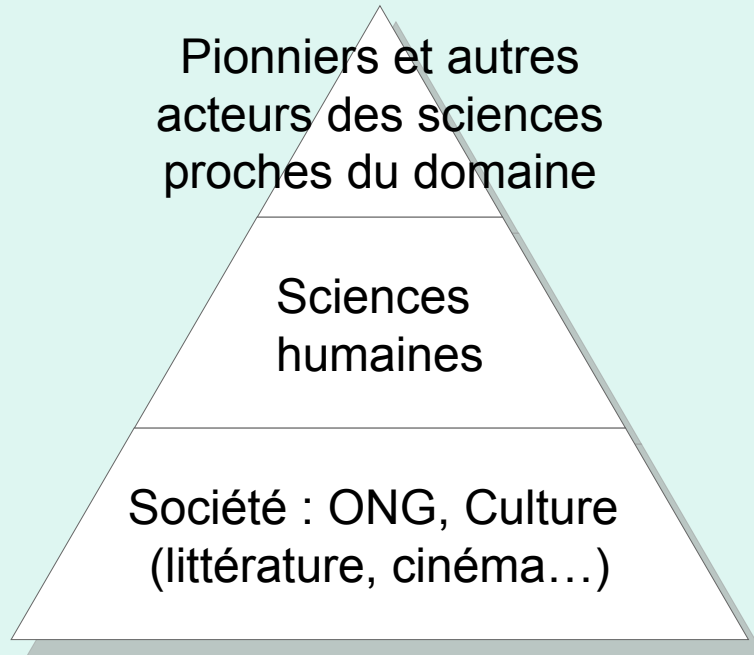 Pionniers et autres
acteurs des sciences
proches du domaine
Sciences
humaines
Société : ONG, Culture
(littérature, cinéma…)